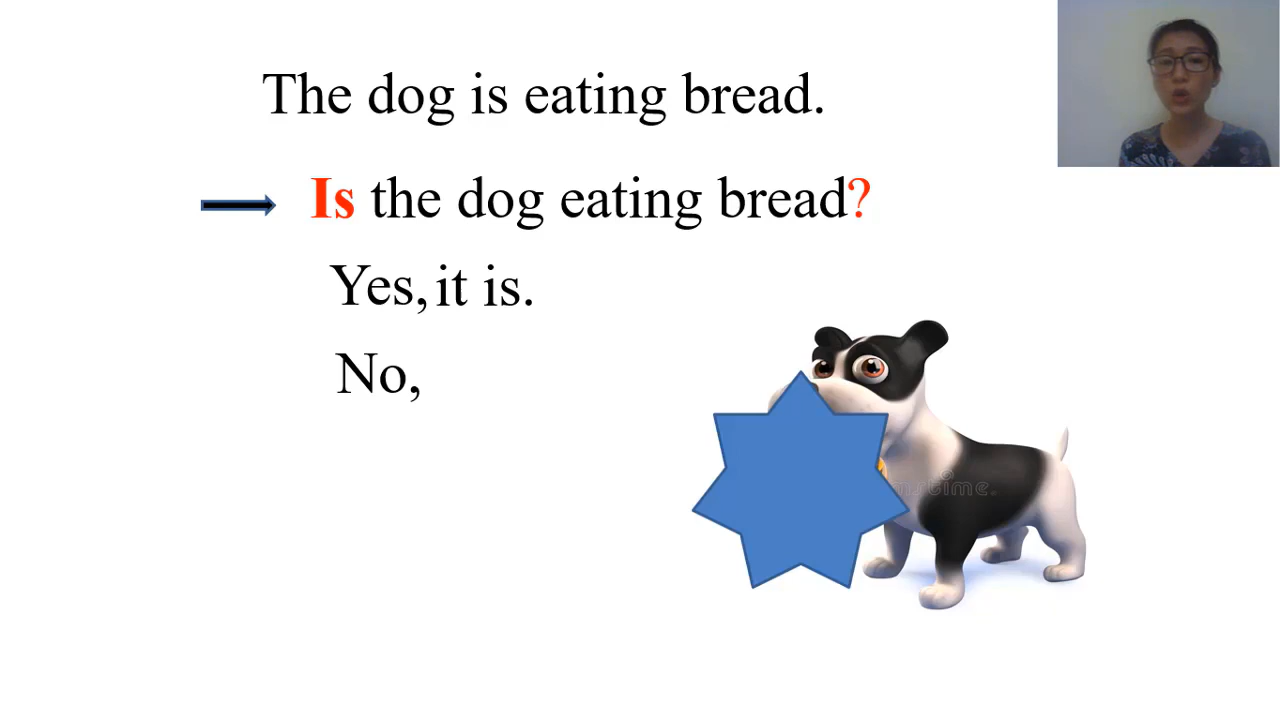 The dog is eating bread.
Is the dog eating bread?
Yes, it is.
No,